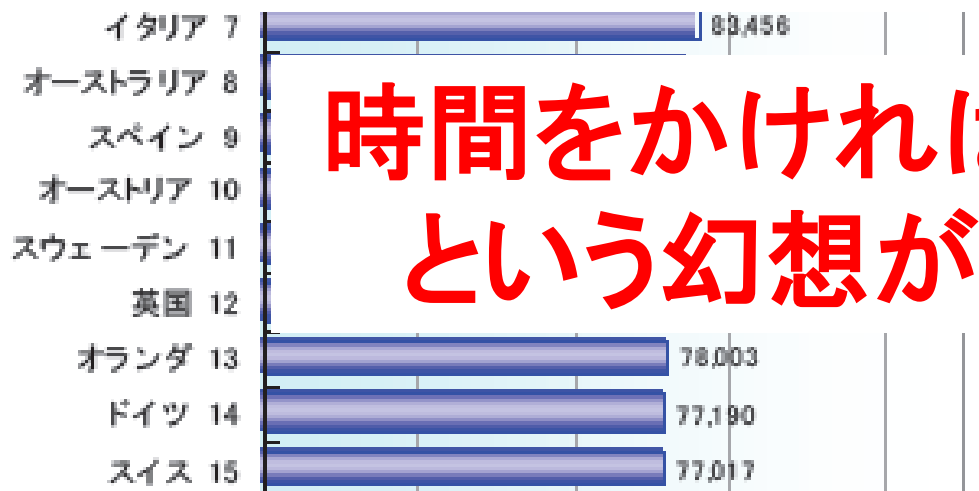 イタリア 7 83,456
オーストラリア 8
スペイン 9
時間をかければ
オーストリア 10
スウェーデン 11
という幻想が
英国 12
オランダ 13 78,003
ドイツ 14 77,190
スイス 15 77,017